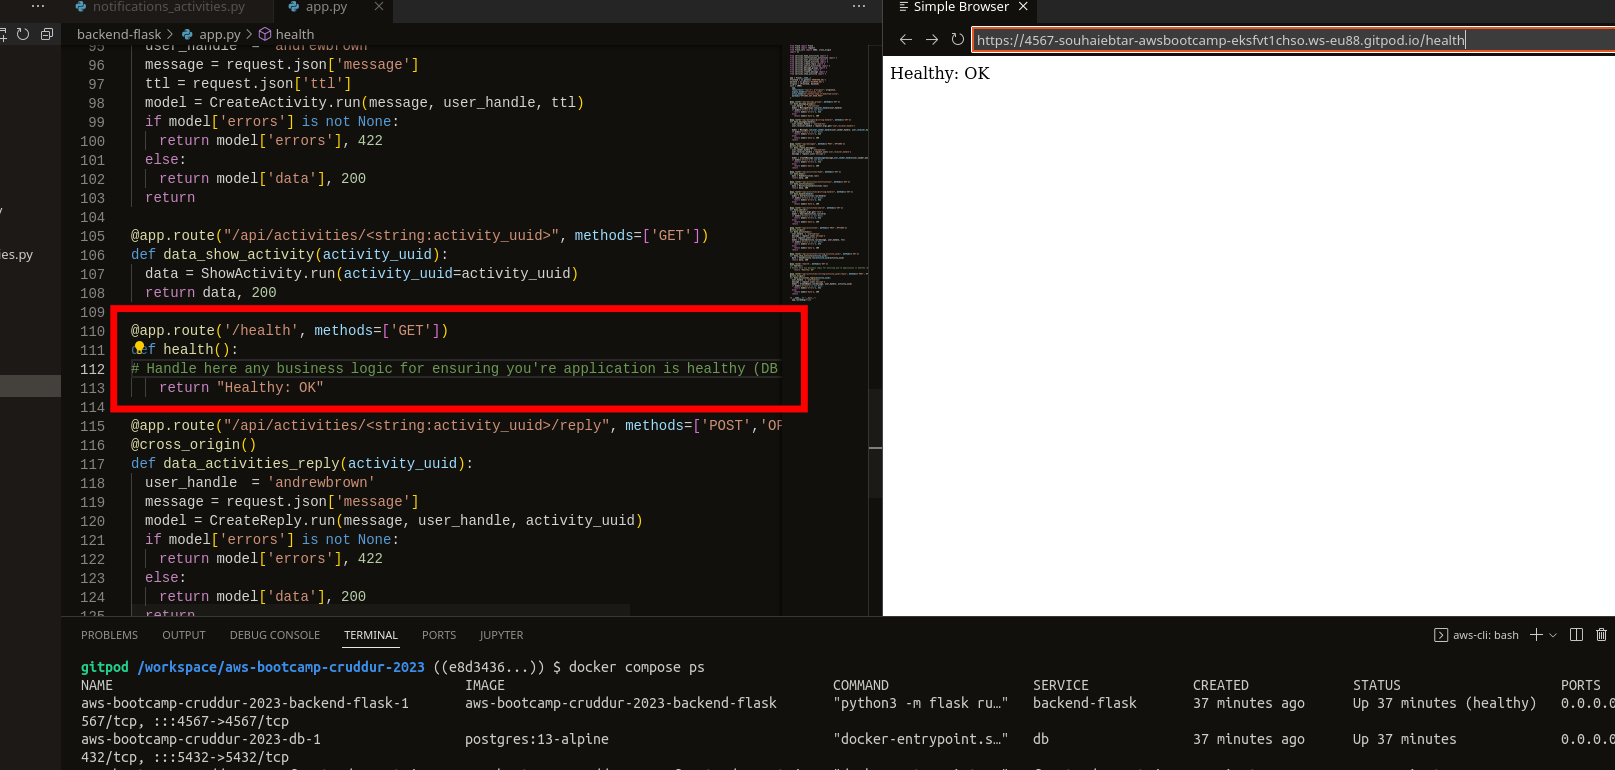 notifications_activities.py
app.py
Simple Browser
backend-flask > app.py > health
https://4567-souhaiebtar-awsbootcamp-eksfvt1chso.ws-eu88.gitpod.io/health
Healthy: OK
ies.py
95 user_handle = 'andrewbrown'
96 message = request.json['message']
97 ttl = request.json['ttl']
98 model = CreateActivity.run(message, user_handle, ttl)
99 if model['errors'] is not None:
100 return model['errors'], 422
101 else:
102 return model['data'], 200
103 return
104
105 @app.route("/api/activities/<string:activity_uuid>", methods=['GET'])
106 def data_show_activity(activity_uuid):
107 data = ShowActivity.run(activity_uuid=activity_uuid)
108 return data, 200
109
110 @app.route('/health', methods=['GET'])
111 def health():
112 # Handle here any business logic for ensuring you're application is healthy (DB
113 return "Healthy: OK"
114
115 @app.route("/api/activities/<string:activity_uuid>/reply", methods=['POST','OP
116 @cross_origin()
117 def data_activities_reply(activity_uuid):
118 user_handle = 'andrewbrown'
119 message = request.json['message']
120 model = CreateReply.run(message, user_handle, activity_uuid)
121 if model['errors'] is not None:
122 return model['errors'], 422
123 else:
124 return model['data'], 200
125 return
PROBLEMS OUTPUT DEBUG CONSOLE TERMINAL PORTS JUPYTER
aws-cli: bash
gitpod /workspace/aws-bootcamp-cruddur-2023 ((e8d3436...)) $ docker compose ps
NAME IMAGE COMMAND SERVICE CREATED STATUS PORTS
aws-bootcamp-cruddur-2023-backend-flask-1 aws-bootcamp-cruddur-2023-backend-flask "python3 -m flask ru…" backend-flask 37 minutes ago Up 37 minutes (healthy) 0.0.0.0
567/tcp, :::4567->4567/tcp
aws-bootcamp-cruddur-2023-db-1 postgres:13-alpine "docker-entrypoint.s…" db 37 minutes ago Up 37 minutes 0.0.0.0
432/tcp, :::5432->5432/tcp